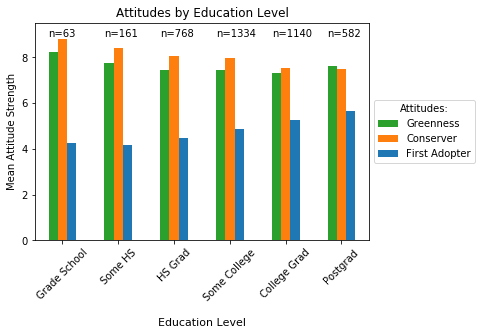 Attitudes by Education Level
n=63 n=161 n=768 n=1334 n=1140 n=582
8
6
4
2
0
Mean Attitude Strength
Grade School
Some HS
HS Grad
Some College
College Grad
Postgrad
Education Level
Attitudes:
Greenness
Conserver
First Adopter